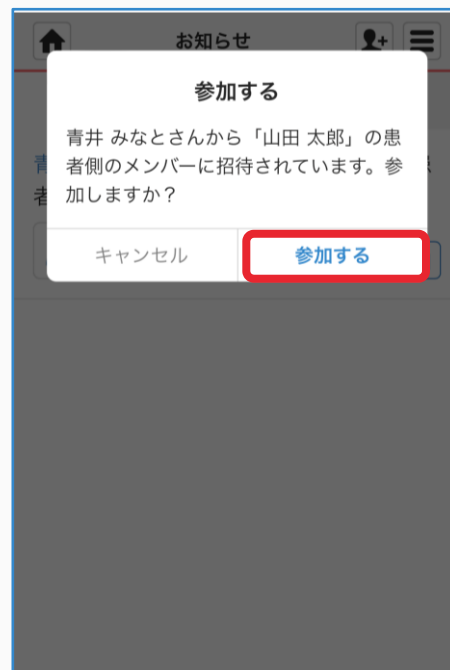 お知らせ
参加する
青井 みなとさんから「山田 太郎」の患
者側のメンバーに招待されています。参
加しますか？
キャンセル
参加する
青
者